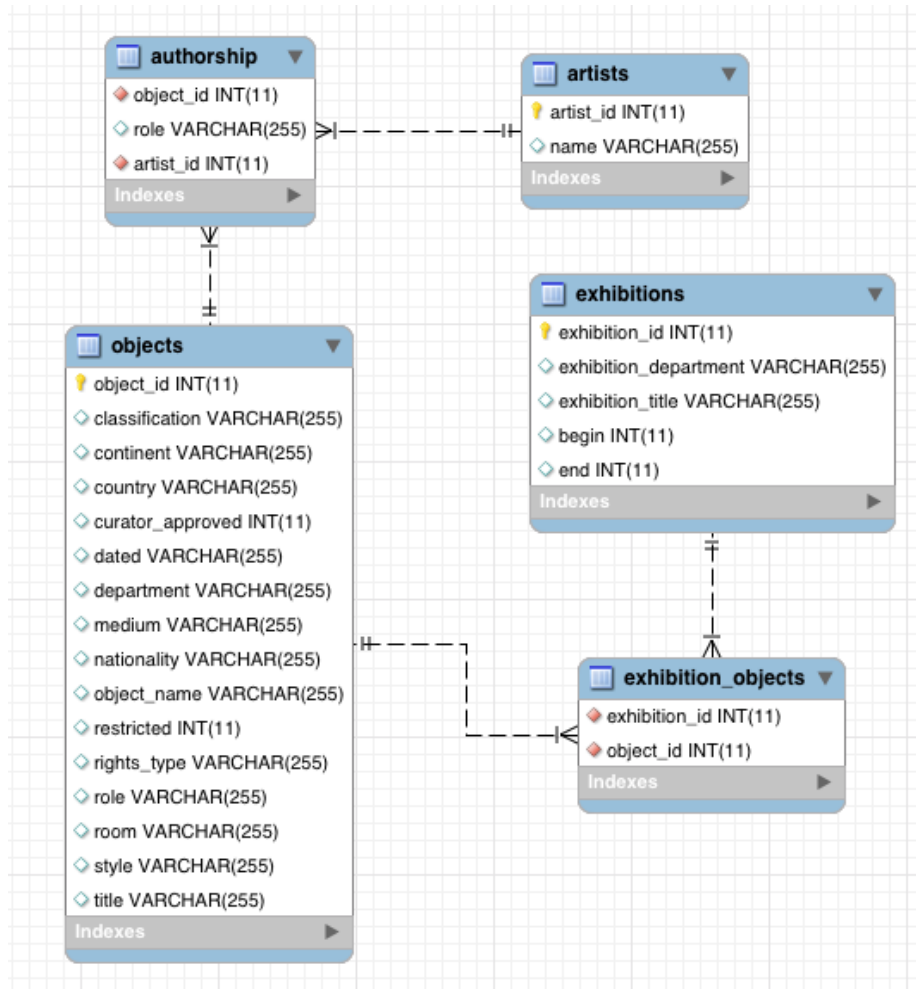 authorship
object_id INT(11)
role VARCHAR(255)
artist_id INT(11)
Indexes
artists
artist_id INT(11)
name VARCHAR(255)
Indexes
exhibitions
exhibition_id INT(11)
exhibition_department VARCHAR(255)
exhibition_title VARCHAR(255)
begin INT(11)
end INT(11)
Indexes
objects
object_id INT(11)
classification VARCHAR(255)
continent VARCHAR(255)
country VARCHAR(255)
curator_approved INT(11)
dated VARCHAR(255)
department VARCHAR(255)
medium VARCHAR(255)
nationality VARCHAR(255)
object_name VARCHAR(255)
restricted INT(11)
rights_type VARCHAR(255)
role VARCHAR(255)
room VARCHAR(255)
style VARCHAR(255)
title VARCHAR(255)
Indexes
exhibition_objects
exhibition_id INT(11)
object_id INT(11)
Indexes